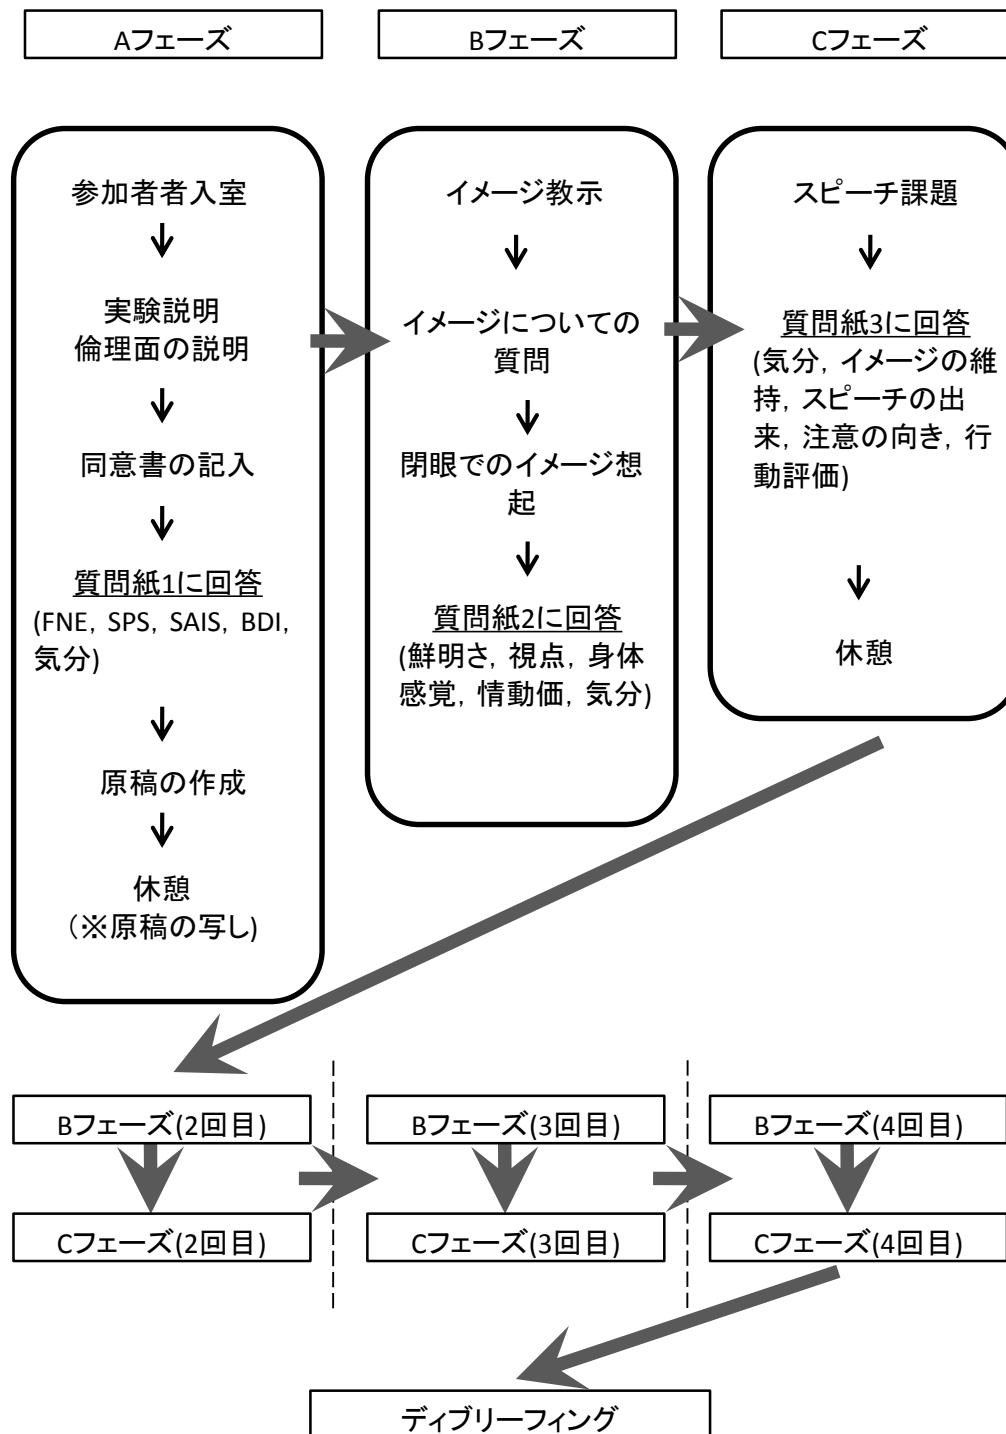 Aフェーズ
Bフェーズ
Cフェーズ
参加者者入室
実験説明
倫理面の説明
同意書の記入
質問紙1に回答
(FNE, SPS, SAIS, BDI,
気分)
原稿の作成
休憩
(※原稿の写し)
イメージ教示
イメージについての
質問
閉眼でのイメージ想
起
質問紙2に回答
(鮮明さ, 視点, 身体
感覚, 情動価, 気分)
スピーチ課題
質問紙3に回答
(気分, イメージの維
持, スピーチの出
来, 注意の向き, 行
動評価)
休憩
Bフェーズ(2回目)
Cフェーズ(2回目)
Bフェーズ(3回目)
Cフェーズ(3回目)
Bフェーズ(4回目)
Cフェーズ(4回目)
ディブリーフィング